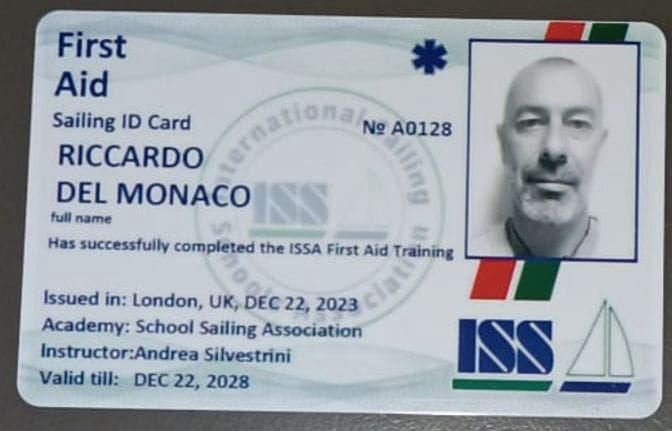 First
Aid
Sailing ID Card
№ A0128
RICCARDO
DEL MONACO
full name
Has successfully completed the ISSA First Aid Training
Issued in: London, UK, DEC 22, 2023
Academy: School Sailing Association
Instructor:Andrea Silvestrini
Valid till: DEC 22, 2028
International Sailing
Schools Association
ISS
ISS